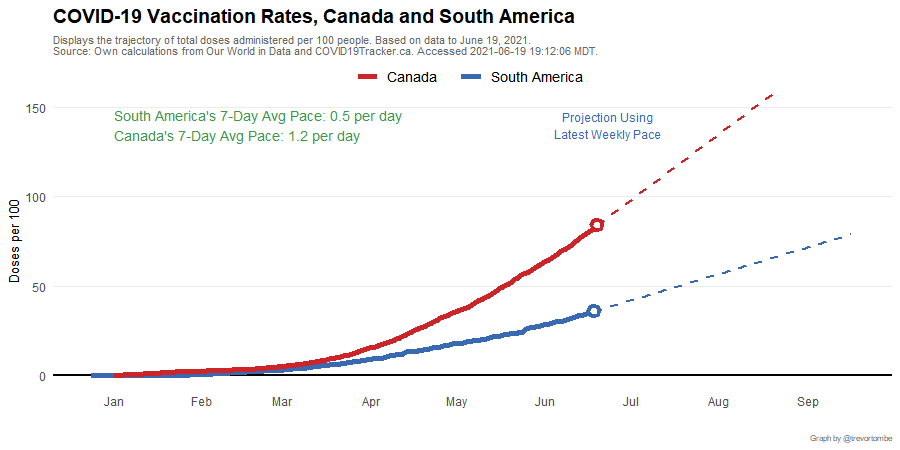 COVID-19 Vaccination Rates, Canada and South America
Displays the trajectory of total doses administered per 100 people. Based on data to June 19, 2021.
Source: Own calculations from Our World in Data and COVID19Tracker.ca. Accessed 2021-06-19 19:12:06 MDT.
Canada
South America
150
South America's 7-Day Avg Pace: 0.5 per day
Canada's 7-Day Avg Pace: 1.2 per day
Projection Using
Latest Weekly Pace
100
Doses per 100
50
0
Jan Feb Mar Apr May Jun Jul Aug Sep
Graph by @trevortombe